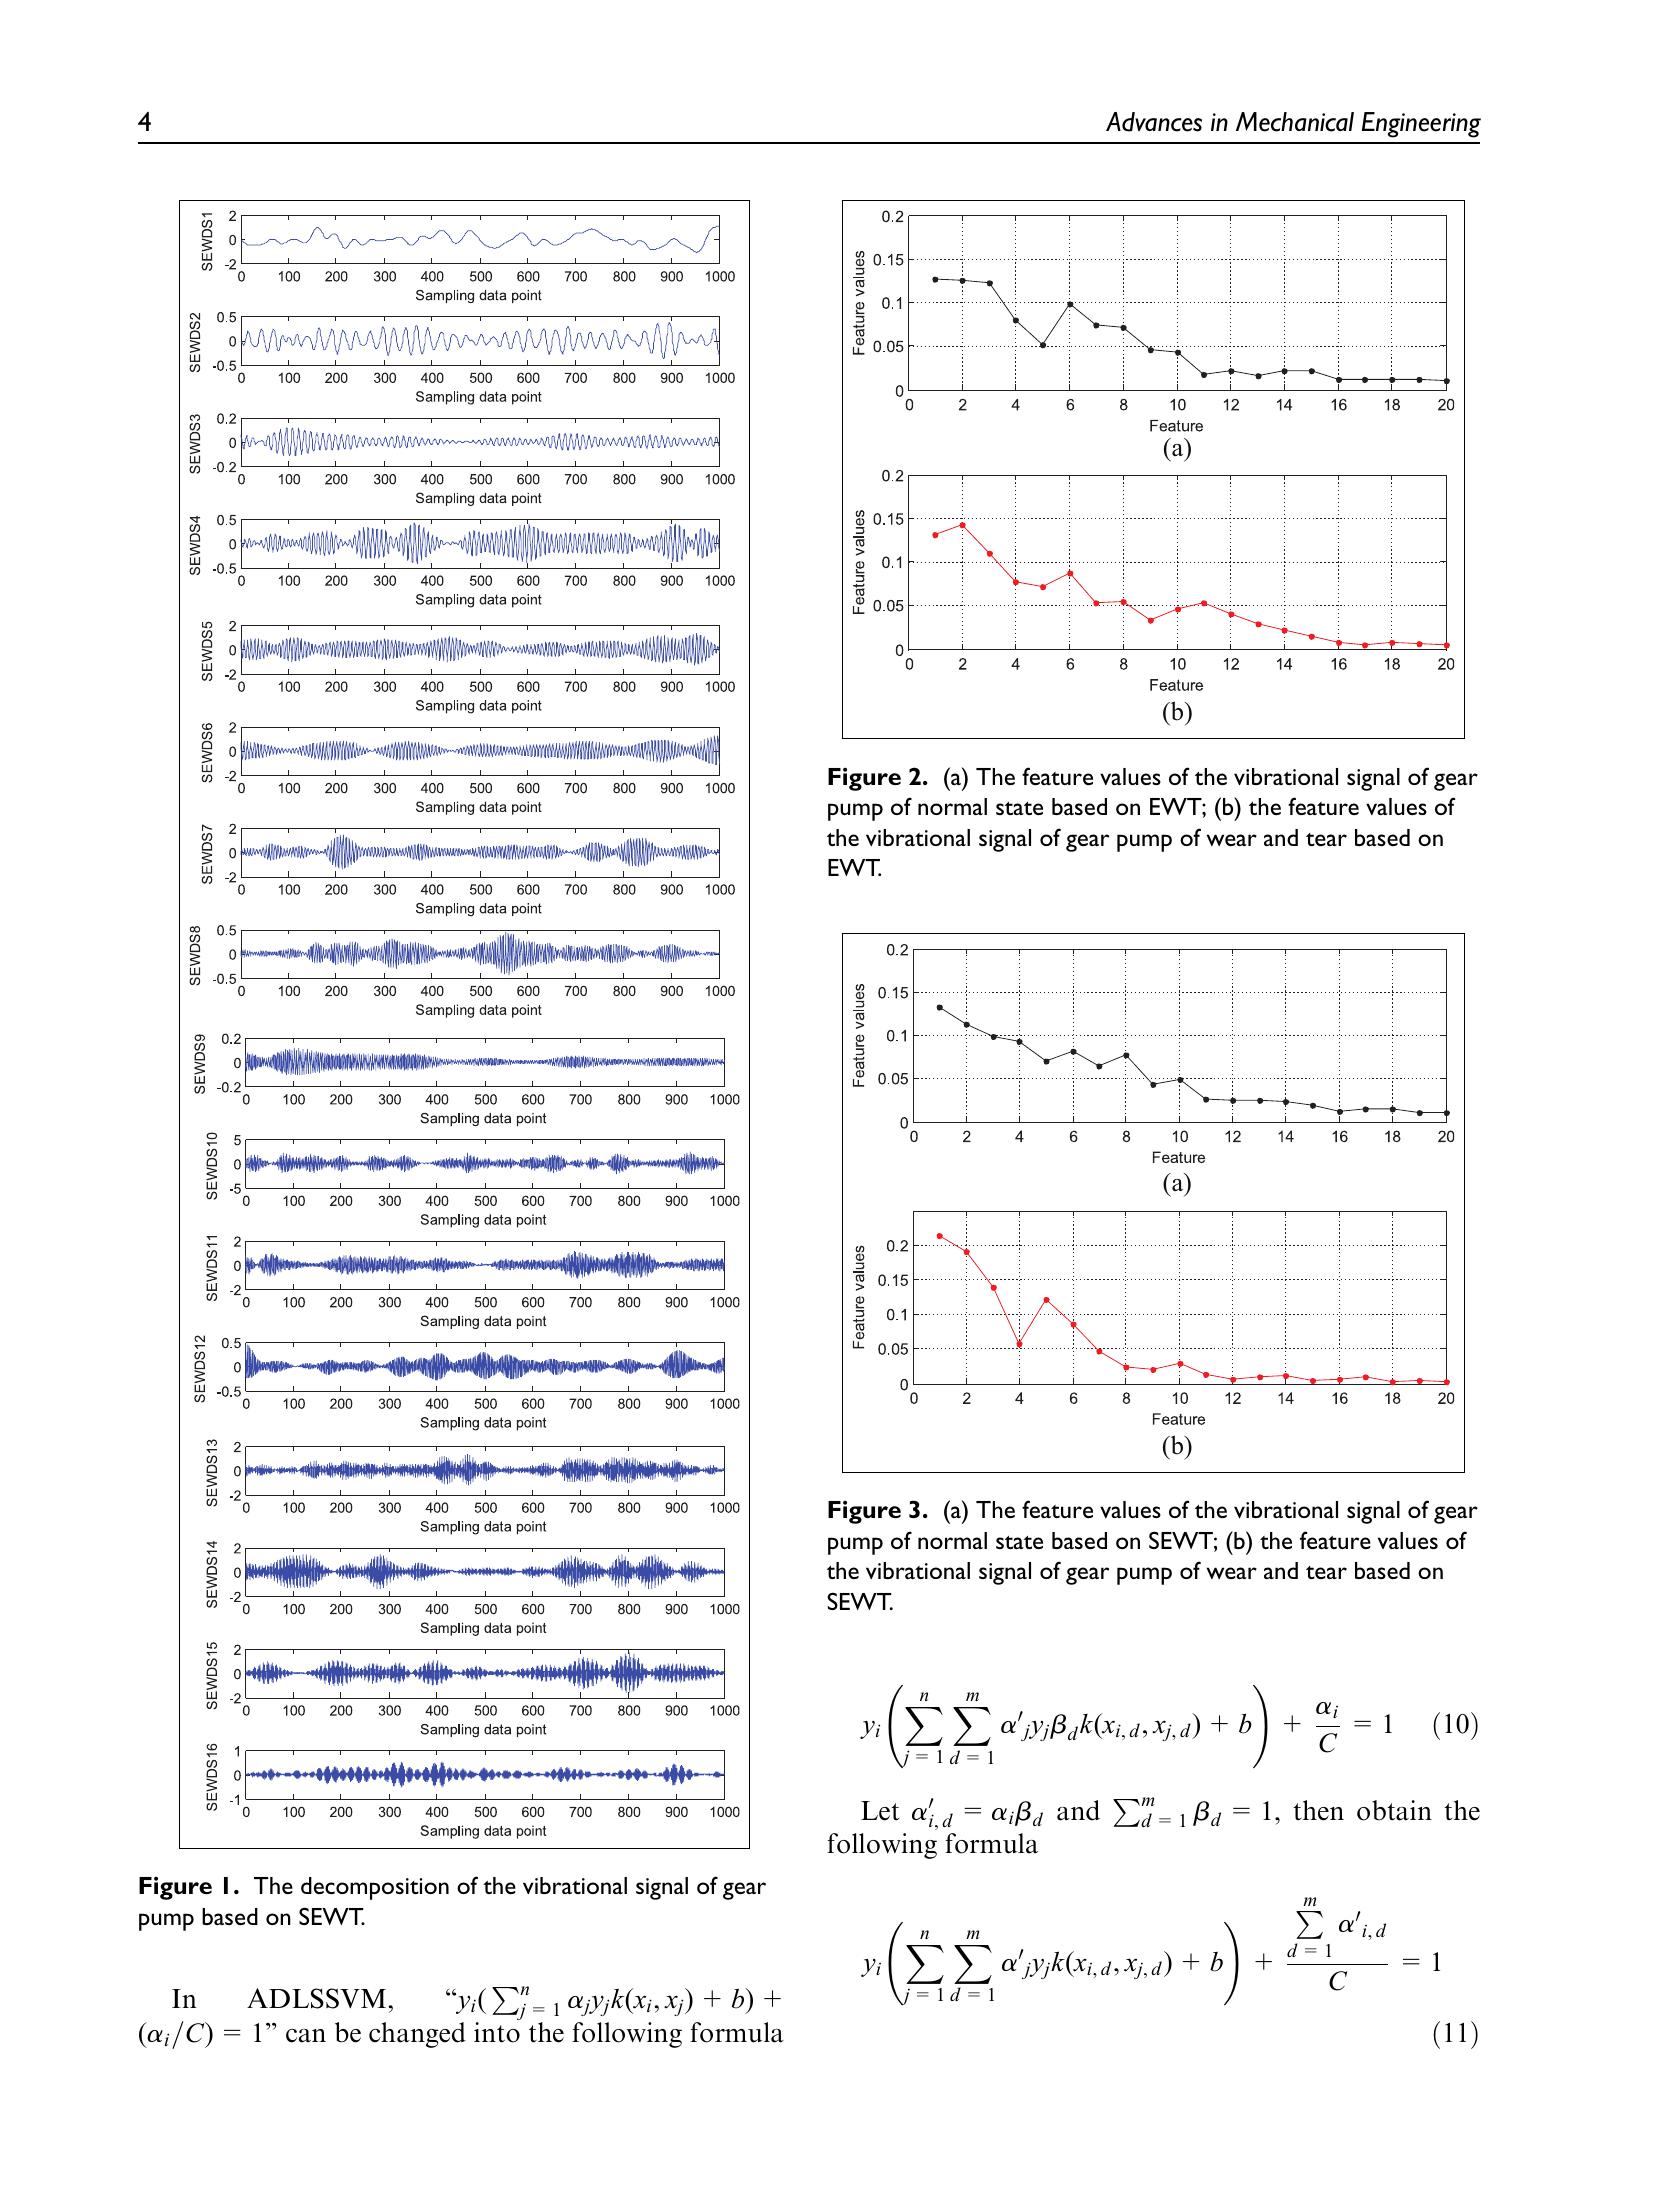 4
Advances in Mechanical Engineering
SEWDS1
2
0
-2
0 100 200 300 400 500 600 700 800 900 1000
Sampling data point
SEWDS2
0.5
0
-0.5
0 100 200 300 400 500 600 700 800 900 1000
Sampling data point
SEWDS3
0.2
0
-0.2
0 100 200 300 400 500 600 700 800 900 1000
Sampling data point
SEWDS4
0.5
0
-0.5
0 100 200 300 400 500 600 700 800 900 1000
Sampling data point
SEWDS5
2
0
-2
0 100 200 300 400 500 600 700 800 900 1000
Sampling data point
SEWDS6
2
0
-2
0 100 200 300 400 500 600 700 800 900 1000
Sampling data point
SEWDS7
2
0
-2
0 100 200 300 400 500 600 700 800 900 1000
Sampling data point
SEWDS8
0.5
0
-0.5
0 100 200 300 400 500 600 700 800 900 1000
Sampling data point
SEWDS9
0.2
0
-0.2
0 100 200 300 400 500 600 700 800 900 1000
Sampling data point
SEWDS10
5
0
-5
0 100 200 300 400 500 600 700 800 900 1000
Sampling data point
SEWDS11
2
0
-2
0 100 200 300 400 500 600 700 800 900 1000
Sampling data point
SEWDS12
0.5
0
-0.5
0 100 200 300 400 500 600 700 800 900 1000
Sampling data point
SEWDS13
2
0
-2
0 100 200 300 400 500 600 700 800 900 1000
Sampling data point
SEWDS14
2
0
-2
0 100 200 300 400 500 600 700 800 900 1000
Sampling data point
SEWDS15
2
0
-2
0 100 200 300 400 500 600 700 800 900 1000
Sampling data point
SEWDS16
1
0
-1
0 100 200 300 400 500 600 700 800 900 1000
Sampling data point
Figure 1. The decomposition of the vibrational signal of gear
pump based on SEWT.
In ADLSSVM, “y_i(∑_{j = 1}^n α_j y_j k(x_i, x_j) + b) +
(α_i/C) = 1” can be changed into the following formula
Feature values
0.2
0.15
0.1
0.05
0
0 2 4 6 8 10 12 14 16 18 20
Feature
(a)
Feature values
0.2
0.15
0.1
0.05
0
0 2 4 6 8 10 12 14 16 18 20
Feature
(b)
Figure 2. (a) The feature values of the vibrational signal of gear
pump of normal state based on EWT; (b) the feature values of
the vibrational signal of gear pump of wear and tear based on
EWT.
Feature values
0.2
0.15
0.1
0.05
0
0 2 4 6 8 10 12 14 16 18 20
Feature
(a)
Feature values
0.2
0.15
0.1
0.05
0
0 2 4 6 8 10 12 14 16 18 20
Feature
(b)
Figure 3. (a) The feature values of the vibrational signal of gear
pump of normal state based on SEWT; (b) the feature values of
the vibrational signal of gear pump of wear and tear based on
SEWT.
y_i(∑_{j = 1}^n ∑_{d = 1}^m α′_j y_j β_d k(x_{i,d}, x_{j,d}) + b) + α_i/C = 1 (10)
Let α′_{i,d} = α_i β_d and ∑_{d = 1}^m β_d = 1, then obtain the
following formula
y_i(∑_{j = 1}^n ∑_{d = 1}^m α′_j y_j k(x_{i,d}, x_{j,d}) + b) + (∑_{d = 1}^m α′_{i,d})/C = 1
(11)